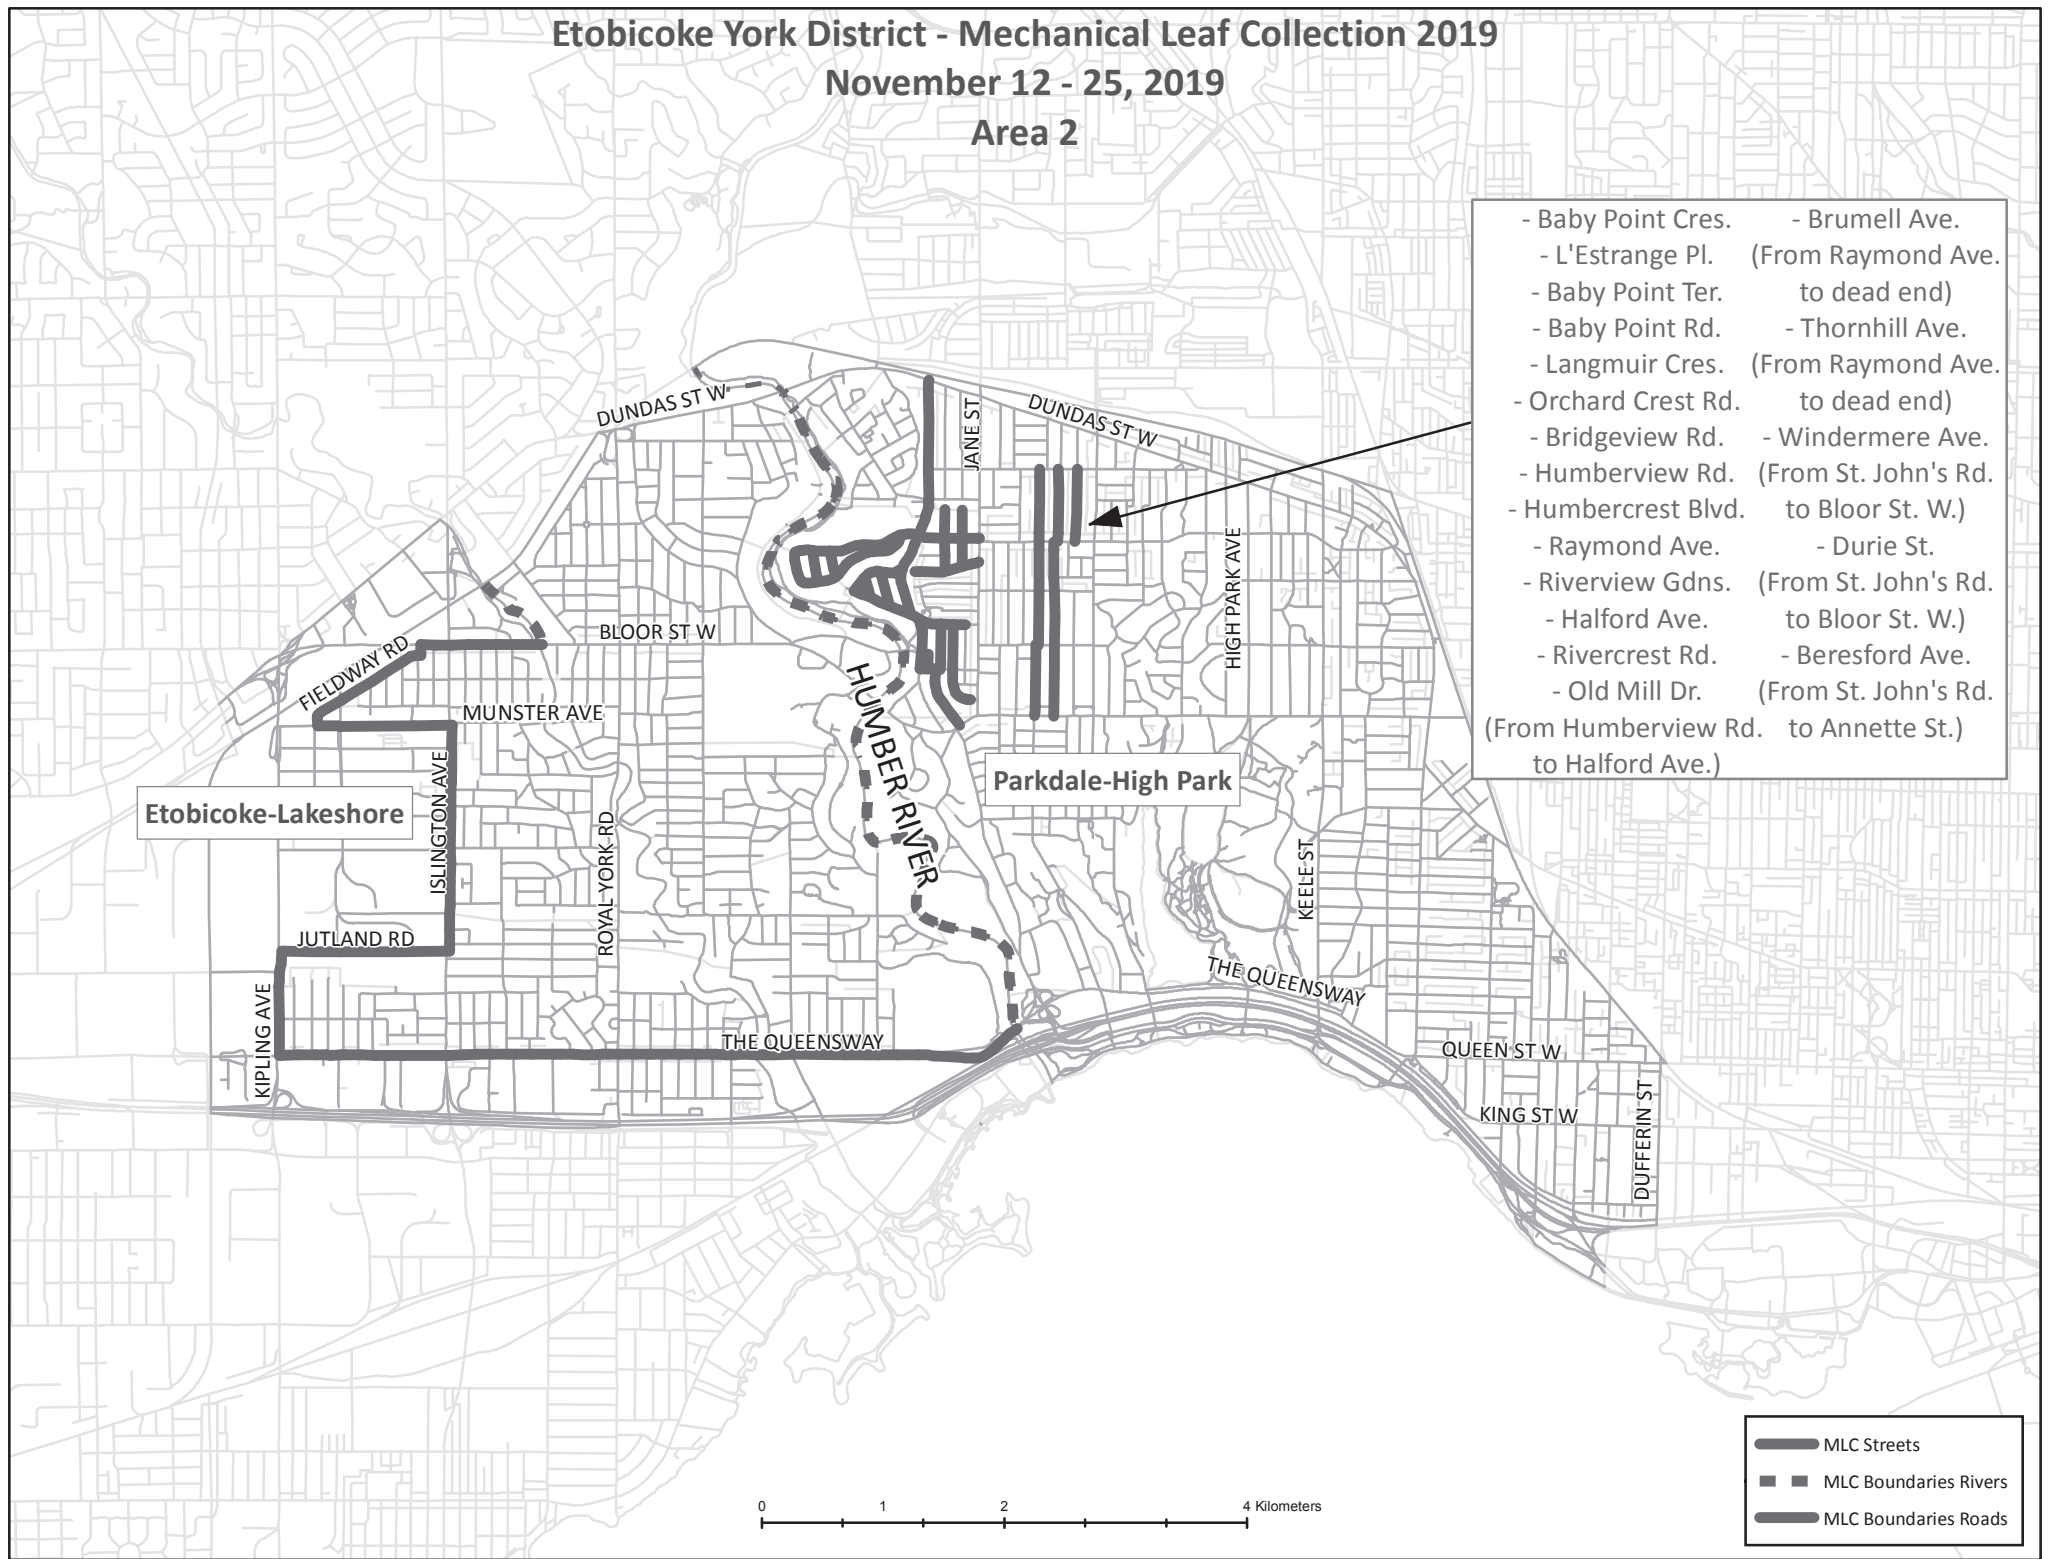 Etobicoke York District - Mechanical Leaf Collection 2019
November 12 - 25, 2019
Area 2
- Baby Point Cres.
- L'Estrange Pl.
- Baby Point Ter.
- Baby Point Rd.
- Langmuir Cres.
- Orchard Crest Rd.
- Bridgeview Rd.
- Humberview Rd.
- Humbercrest Blvd.
- Raymond Ave.
- Riverview Gdns.
- Halford Ave.
- Rivercrest Rd.
- Old Mill Dr.
(From Humberview Rd.
to Halford Ave.)
- Brumell Ave.
(From Raymond Ave.
to dead end)
- Thornhill Ave.
(From Raymond Ave.
to dead end)
- Windermere Ave.
(From St. John's Rd.
to Bloor St. W.)
- Durie St.
(From St. John's Rd.
to Bloor St. W.)
- Beresford Ave.
(From St. John's Rd.
to Annette St.)
DUNDAS ST W
JANE ST
DUNDAS ST W
HIGH PARK AVE
BLOOR ST W
FIELDWAY RD
MUNSTER AVE
HUMBER RIVER
Parkdale-High Park
Etobicoke-Lakeshore
ISLINGTON AVE
ROYAL YORK RD
KEELE ST
JUTLAND RD
THE QUEENSWAY
KIPLING AVE
THE QUEENSWAY
QUEEN ST W
KING ST W
DUFFERIN ST
MLC Streets
MLC Boundaries Rivers
MLC Boundaries Roads
0 1 2 4 Kilometers